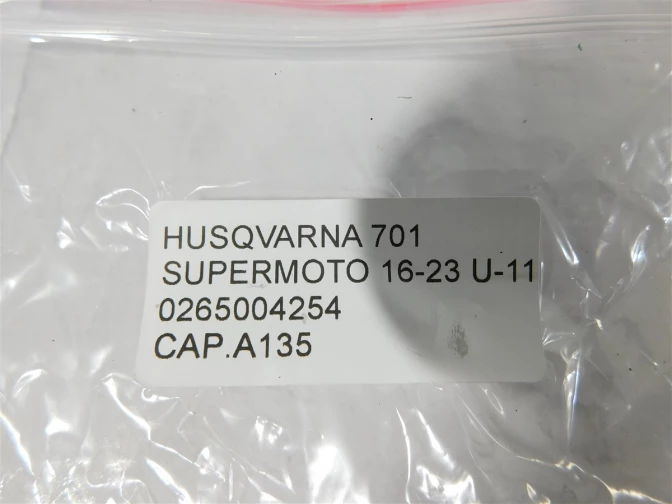 HUSQVARNA 701
SUPERMOTO 16-23 U-11
0265004254
CAP.A135